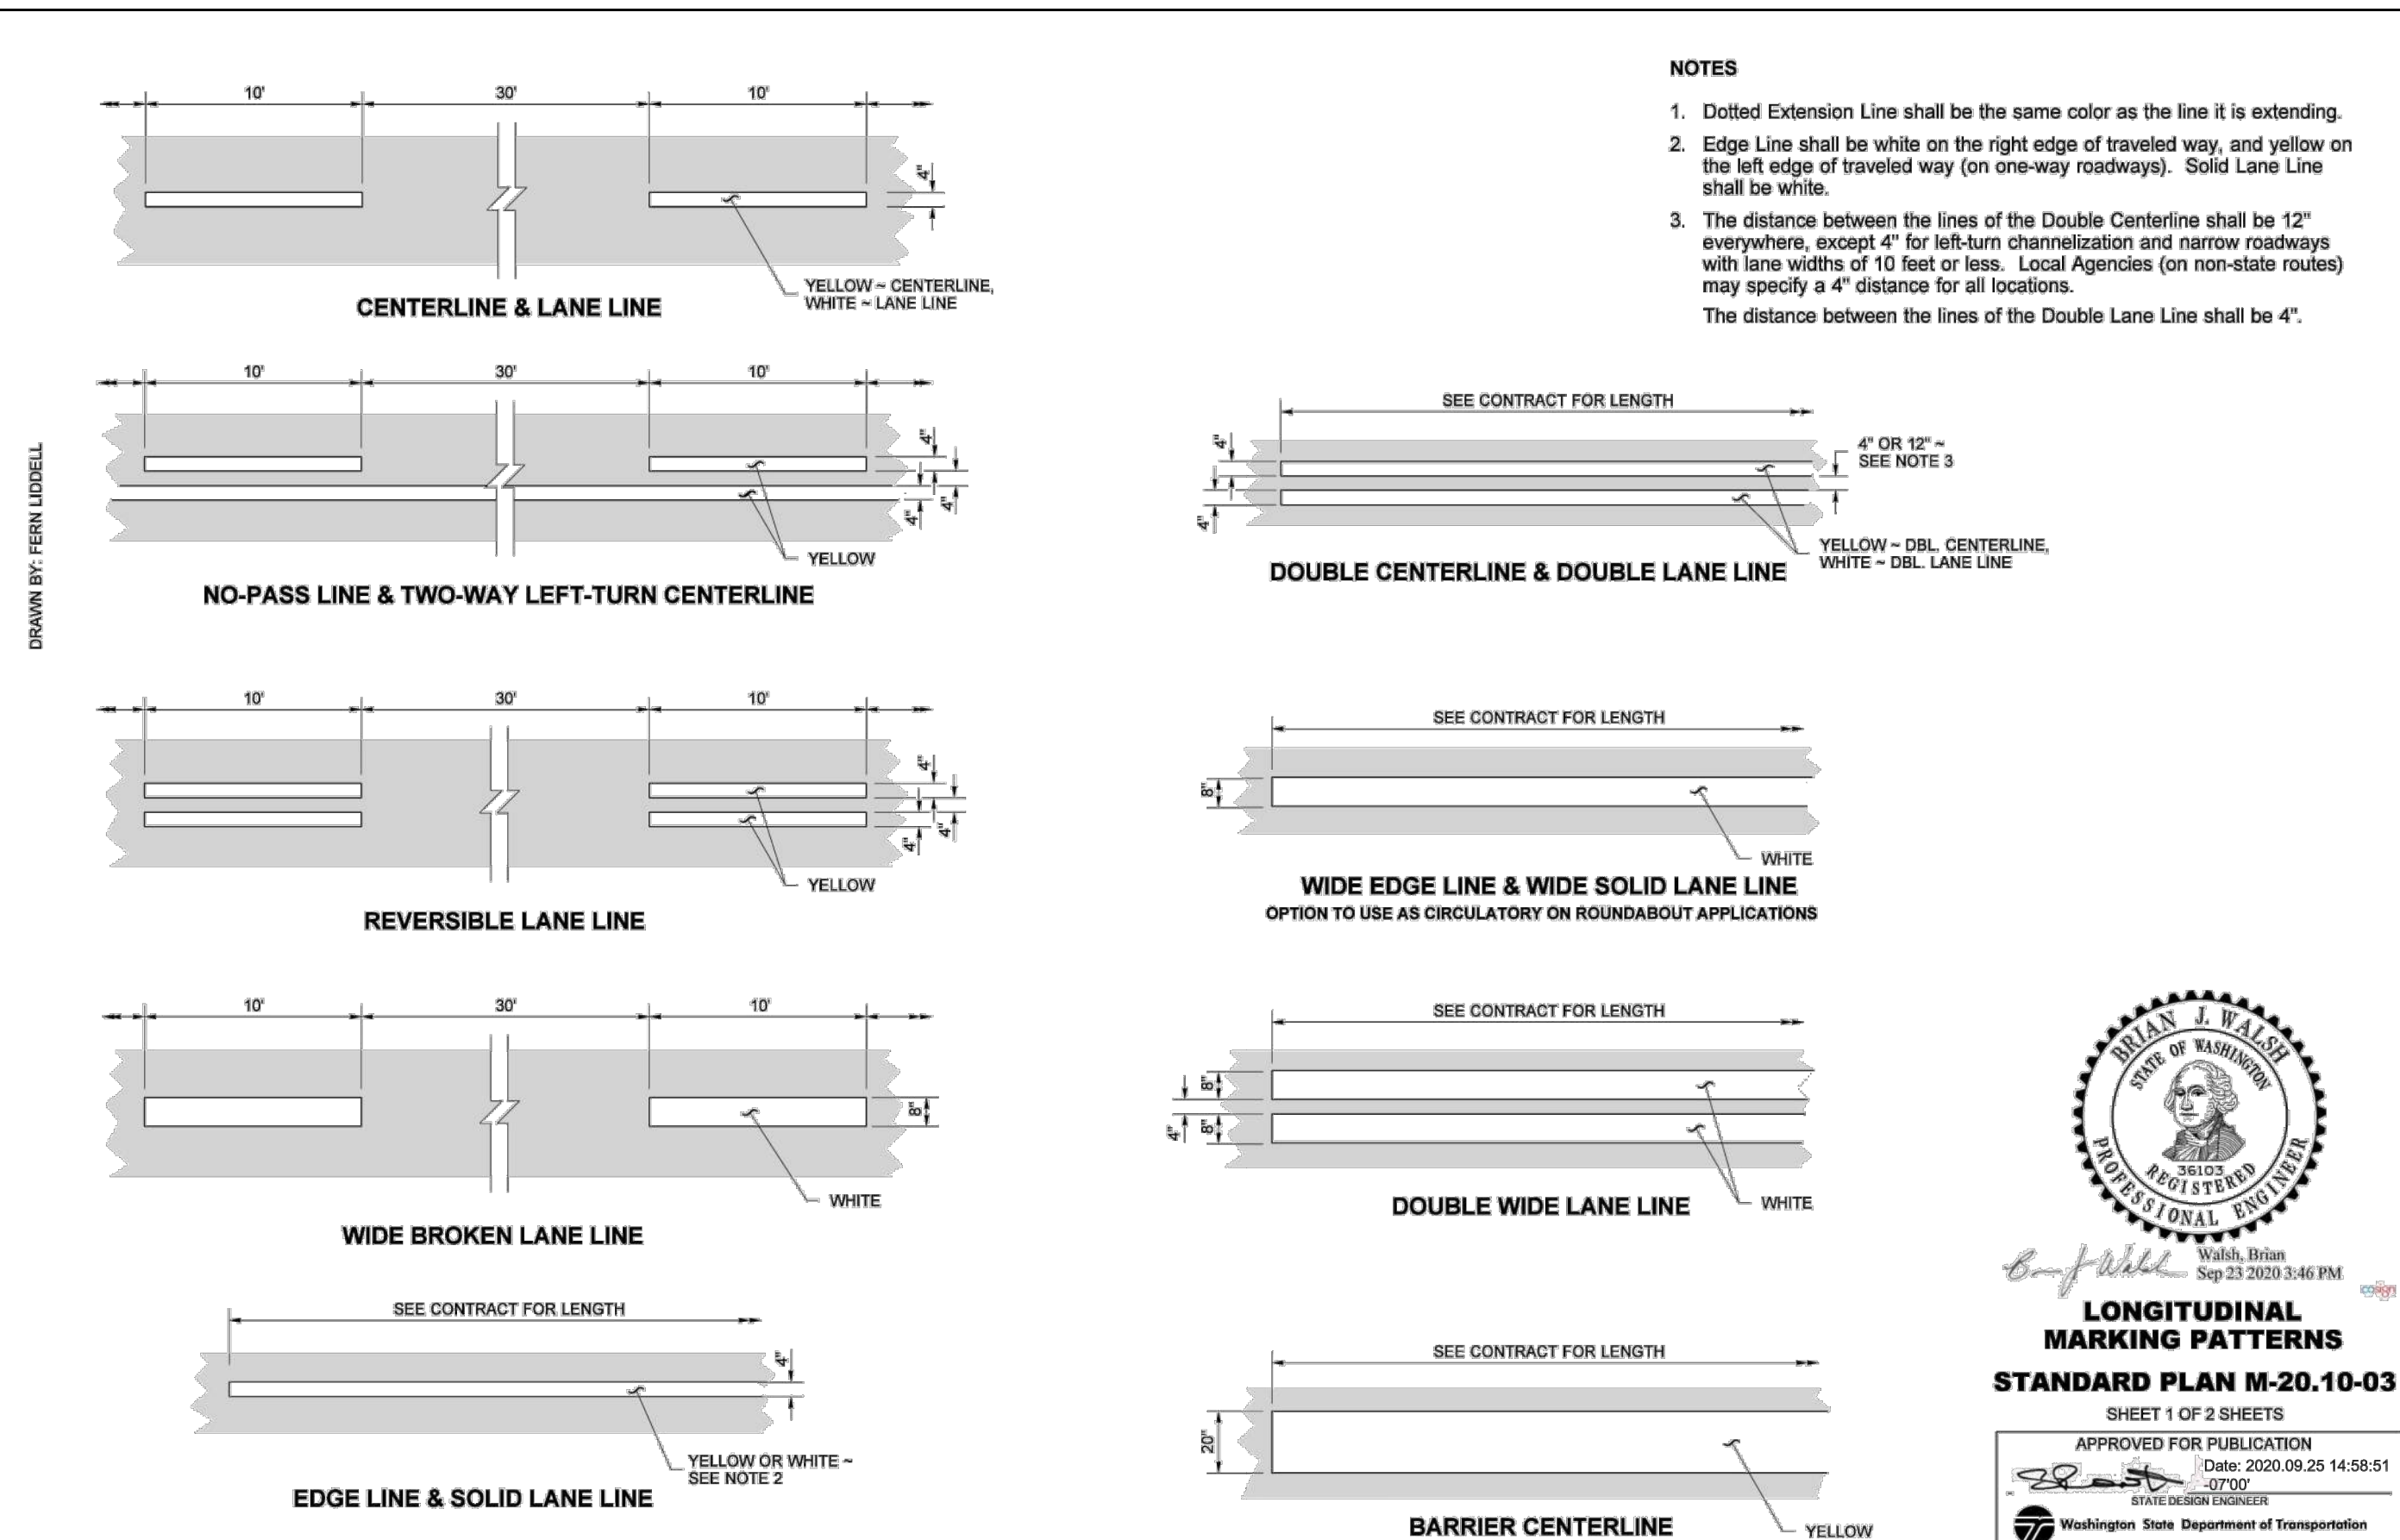 DRAWN BY: FERN LIDDELL
10'
30'
10'
4"
YELLOW ~ CENTERLINE,
WHITE ~ LANE LINE
CENTERLINE & LANE LINE
10'
30'
10'
4"
4"
4"
YELLOW
NO-PASS LINE & TWO-WAY LEFT-TURN CENTERLINE
10'
30'
10'
4"
4"
4"
YELLOW
REVERSIBLE LANE LINE
10'
30'
10'
8"
WHITE
WIDE BROKEN LANE LINE
SEE CONTRACT FOR LENGTH
4"
YELLOW OR WHITE ~
SEE NOTE 2
EDGE LINE & SOLID LANE LINE
NOTES
1. Dotted Extension Line shall be the same color as the line it is extending.
2. Edge Line shall be white on the right edge of traveled way, and yellow on
the left edge of traveled way (on one-way roadways). Solid Lane Line
shall be white.
3. The distance between the lines of the Double Centerline shall be 12"
everywhere, except 4" for left-turn channelization and narrow roadways
with lane widths of 10 feet or less. Local Agencies (on non-state routes)
may specify a 4" distance for all locations.
The distance between the lines of the Double Lane Line shall be 4".
SEE CONTRACT FOR LENGTH
4"
4"
4" OR 12" ~
SEE NOTE 3
YELLOW ~ DBL. CENTERLINE,
WHITE ~ DBL. LANE LINE
DOUBLE CENTERLINE & DOUBLE LANE LINE
SEE CONTRACT FOR LENGTH
8"
WHITE
WIDE EDGE LINE & WIDE SOLID LANE LINE
OPTION TO USE AS CIRCULATORY ON ROUNDABOUT APPLICATIONS
SEE CONTRACT FOR LENGTH
8"
4"
8"
WHITE
DOUBLE WIDE LANE LINE
SEE CONTRACT FOR LENGTH
20"
YELLOW
BARRIER CENTERLINE
BRIAN J. WALSH
STATE OF WASHINGTON
36103
REGISTERED
PROFESSIONAL ENGINEER
Walsh, Brian
Sep 23 2020 3:46 PM
cosign
LONGITUDINAL
MARKING PATTERNS
STANDARD PLAN M-20.10-03
SHEET 1 OF 2 SHEETS
APPROVED FOR PUBLICATION
Date: 2020.09.25 14:58:51
-07'00'
STATE DESIGN ENGINEER
Washington State Department of Transportation